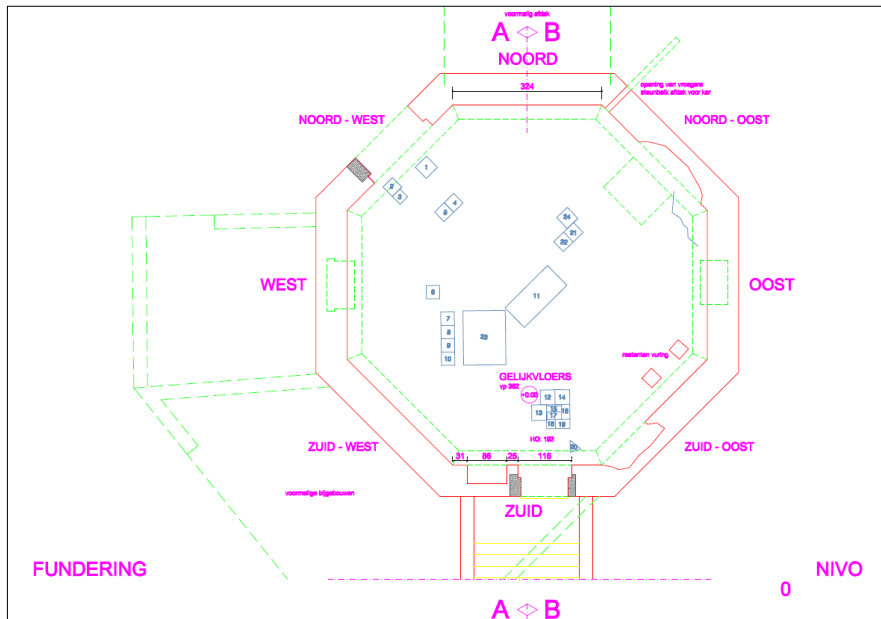 voormalig afdak
A B
NOORD
324
opening van vroegere
steunbalk afdak voor kar
NOORD - WEST
NOORD - OOST
1
2
3
4
5
24
21
22
WEST
OOST
6
11
7
8
9
10
23
restanten vuring
GELIJKVLOERS
vp 382
+0.00
12
14
13
15
16
17
18
19
HO: 192
20
ZUID - WEST
ZUID - OOST
31
86
25
116
voormalige bijgebouwen
ZUID
FUNDERING
NIVO
0
A B